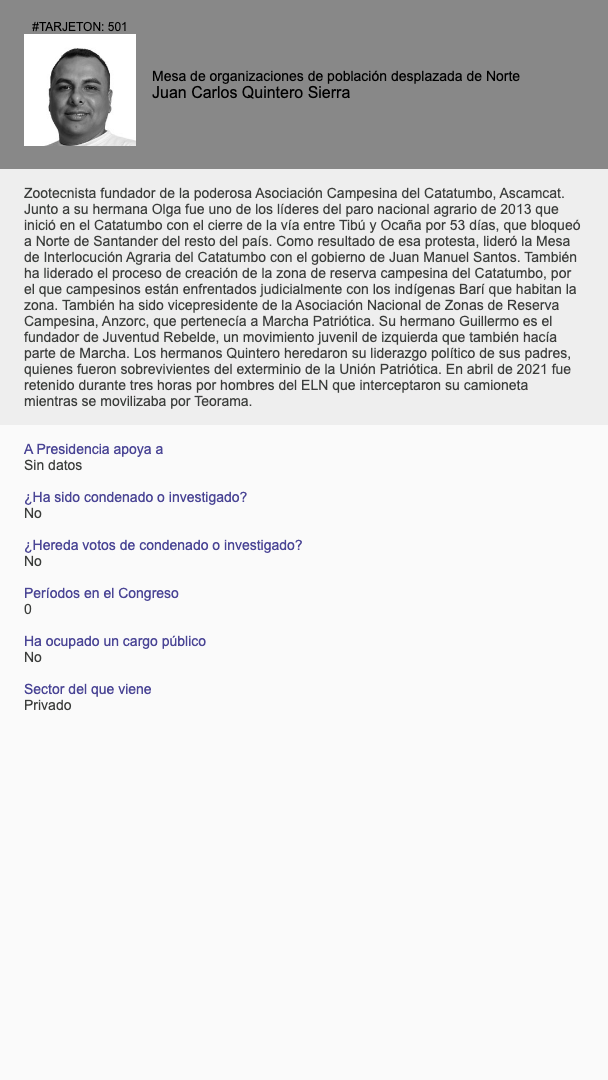 #TARJETON: 501
Mesa de organizaciones de población desplazada de Norte
Juan Carlos Quintero Sierra
Zootecnista fundador de la poderosa Asociación Campesina del Catatumbo, Ascamcat.
Junto a su hermana Olga fue uno de los líderes del paro nacional agrario de 2013 que
inició en el Catatumbo con el cierre de la vía entre Tibú y Ocaña por 53 días, que bloqueó
a Norte de Santander del resto del país. Como resultado de esa protesta, lideró la Mesa
de Interlocución Agraria del Catatumbo con el gobierno de Juan Manuel Santos. También
ha liderado el proceso de creación de la zona de reserva campesina del Catatumbo, por
el que campesinos están enfrentados judicialmente con los indígenas Barí que habitan la
zona. También ha sido vicepresidente de la Asociación Nacional de Zonas de Reserva
Campesina, Anzorc, que pertenecía a Marcha Patriótica. Su hermano Guillermo es el
fundador de Juventud Rebelde, un movimiento juvenil de izquierda que también hacía
parte de Marcha. Los hermanos Quintero heredaron su liderazgo político de sus padres,
quienes fueron sobrevivientes del exterminio de la Unión Patriótica. En abril de 2021 fue
retenido durante tres horas por hombres del ELN que interceptaron su camioneta
mientras se movilizaba por Teorama.
A Presidencia apoya a
Sin datos
¿Ha sido condenado o investigado?
No
¿Hereda votos de condenado o investigado?
No
Períodos en el Congreso
0
Ha ocupado un cargo público
No
Sector del que viene
Privado